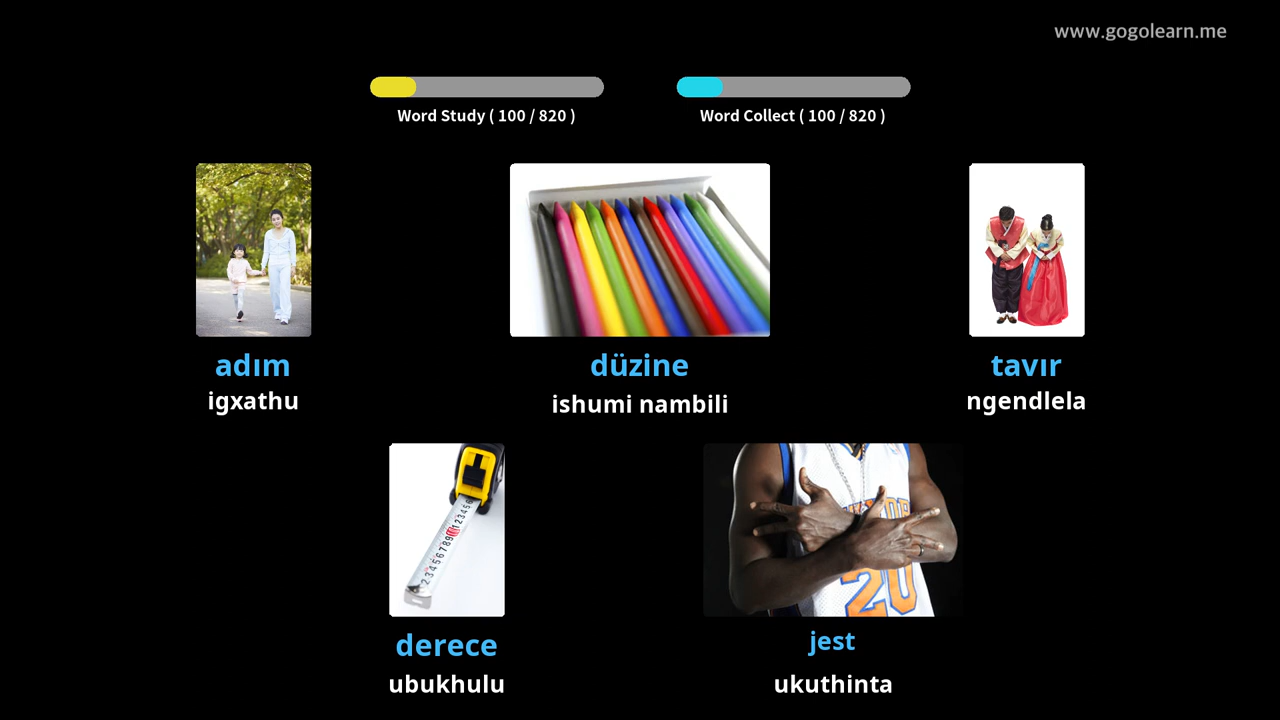 www.gogolearn.me
Word Study ( 100 / 820 )
Word Collect ( 100 / 820 )
adım
igxathu
düzine
ishumi nambili
tavır
ngendlela
derece
ubukhulu
jest
ukuthinta
20